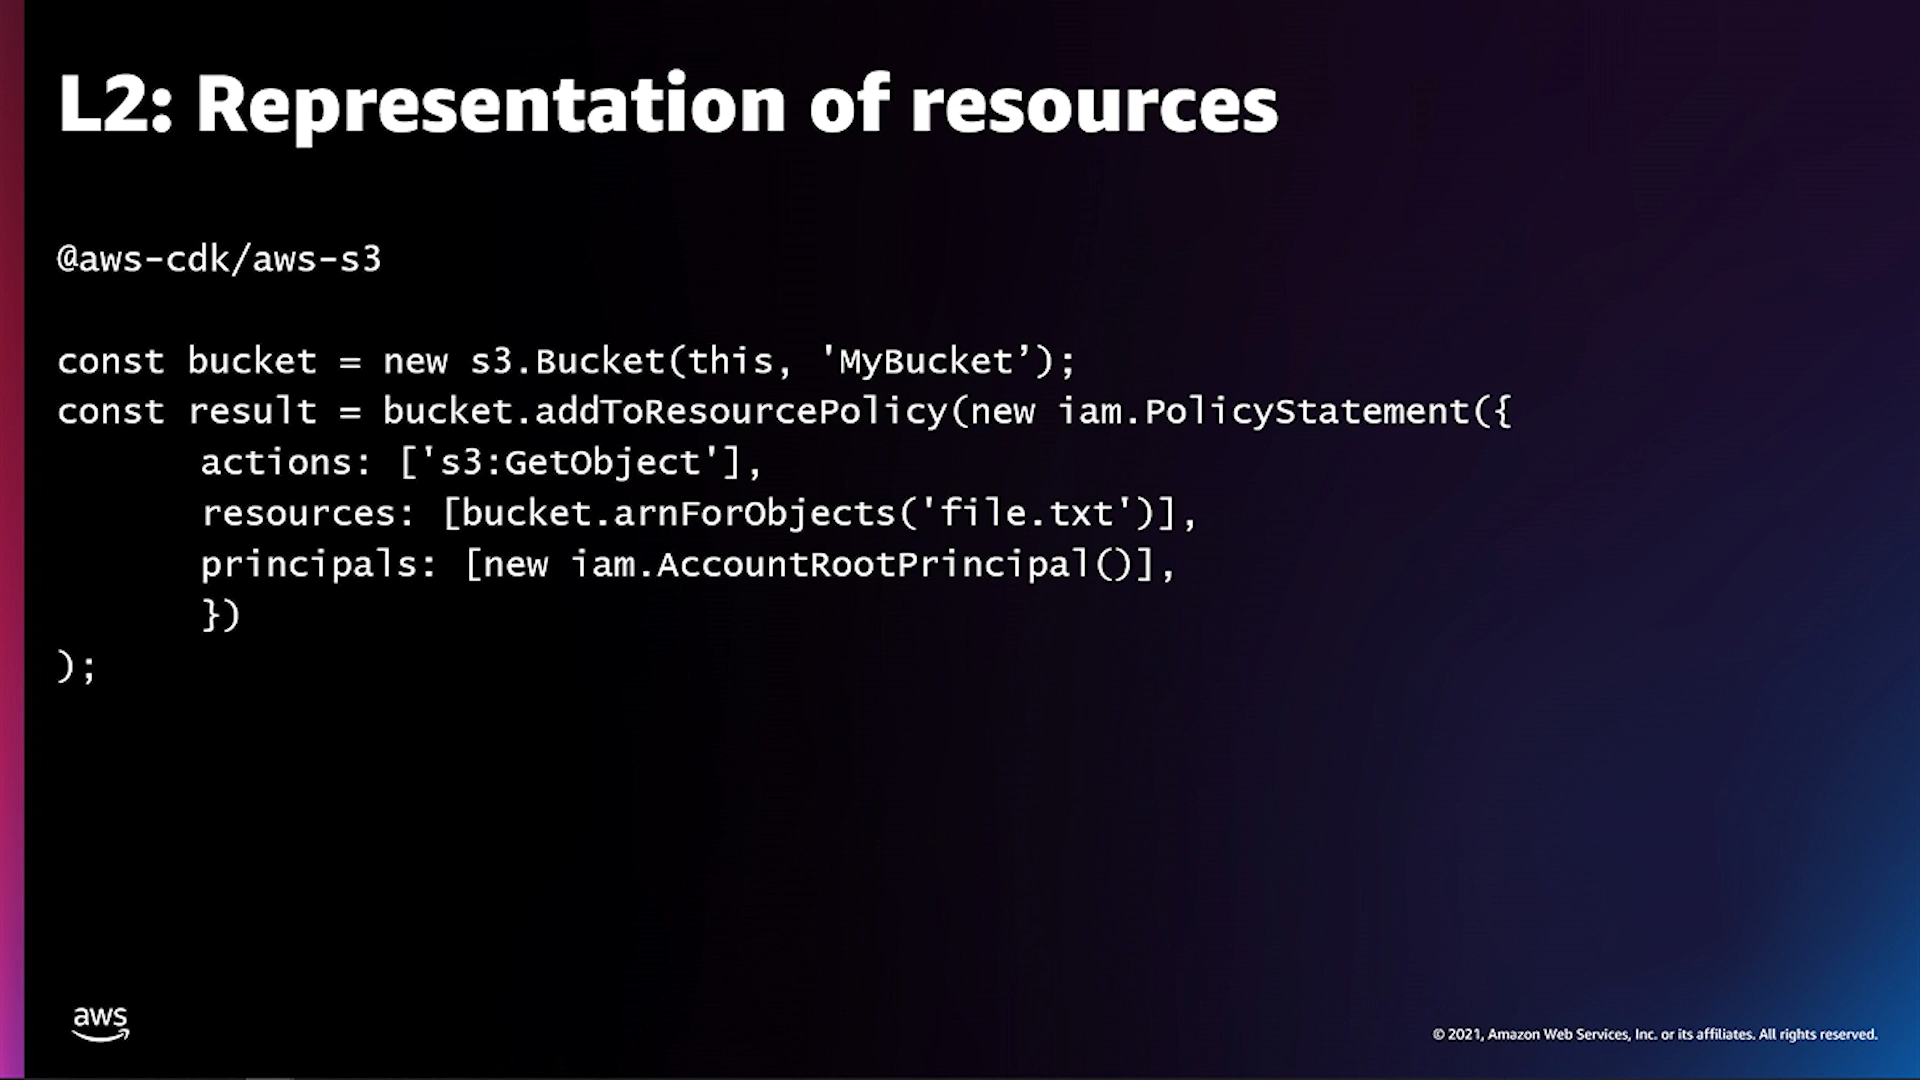 L2: Representation of resources
@aws-cdk/aws-s3
const bucket = new s3.Bucket(this, 'MyBucket’);
const result = bucket.addToResourcePolicy(new iam.PolicyStatement({
actions: ['s3:GetObject'],
resources: [bucket.arnForObjects('file.txt')],
principals: [new iam.AccountRootPrincipal()],
})
);
aws
© 2021, Amazon Web Services, Inc. or its affiliates. All rights reserved.